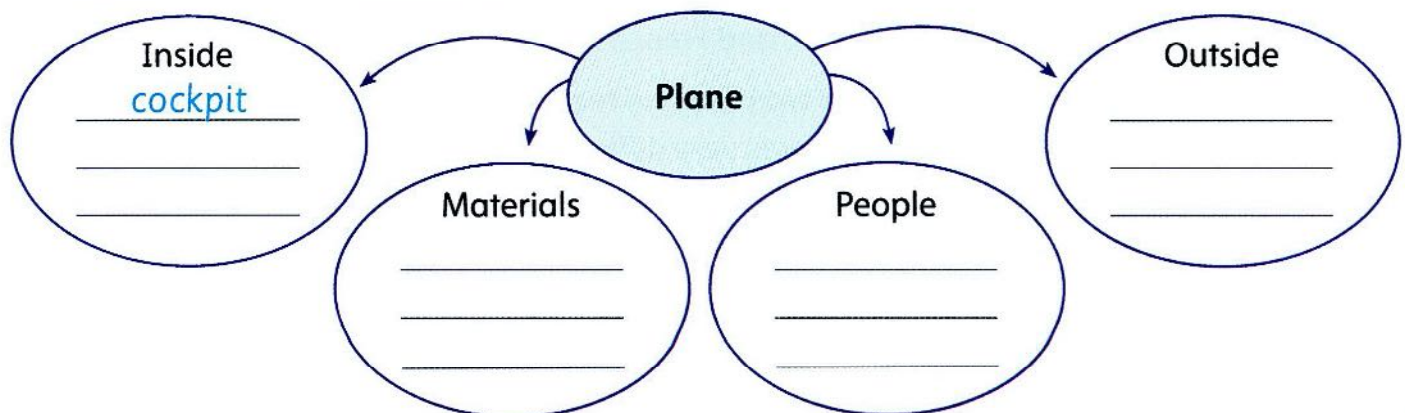 Inside
cockpit
Plane
Outside
Materials
People